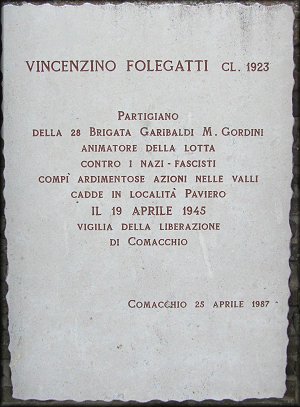 VINCENZINO FOLEGATTI CL. 1923
PARTIGIANO
DELLA 28 BRIGATA GARIBALDI M. GORDINI
ANIMATORE DELLA LOTTA
CONTRO I NAZI-FASCISTI
COMPÌ ARDIMENTOSE AZIONI NELLE VALLI
CADDE IN LOCALITÀ PAVIERO
IL 19 APRILE 1945
VIGILIA DELLA LIBERAZIONE
DI COMACCHIO
COMACCHIO 25 APRILE 1987